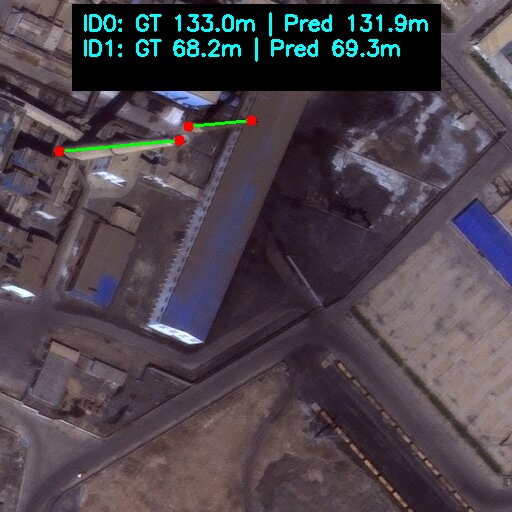 ID0: GT 133.0m | Pred 131.9m
ID1: GT 68.2m | Pred 69.3m